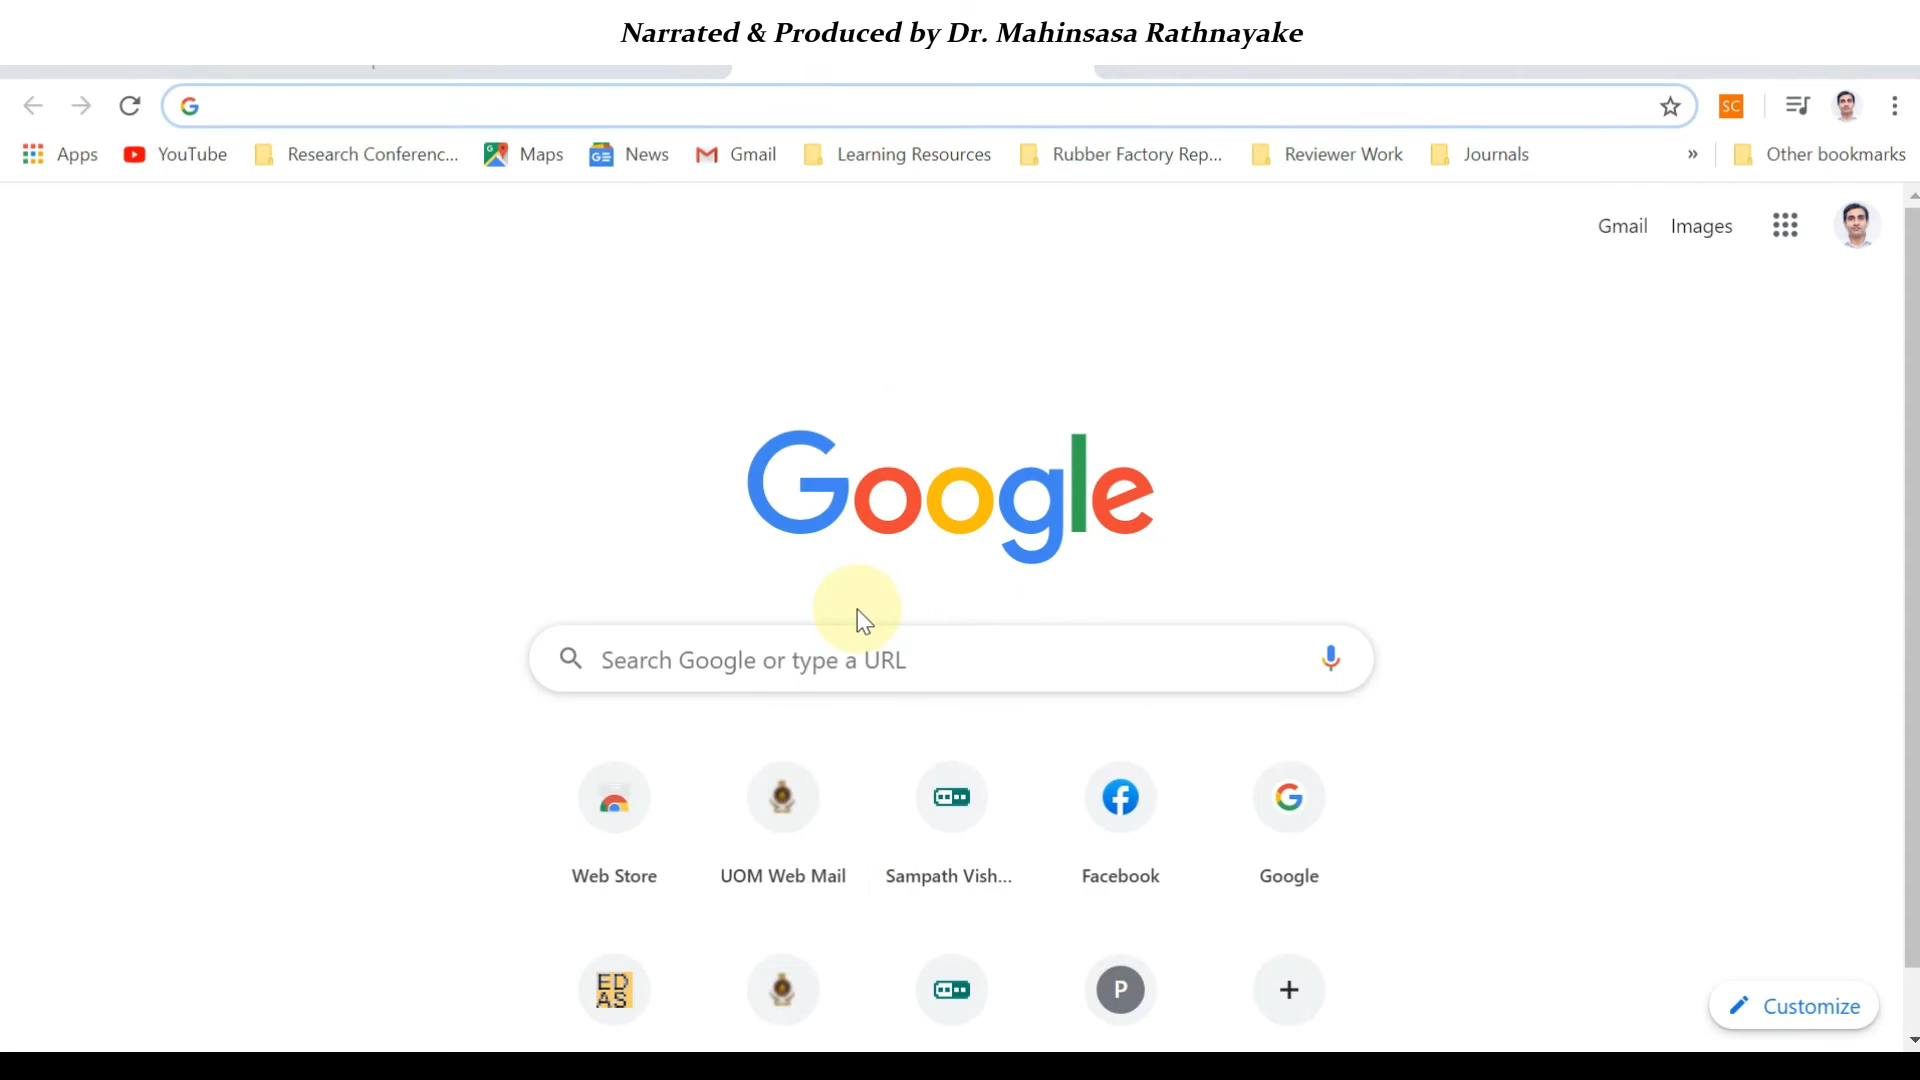 Narrated & Produced by Dr. Mahinsasa Rathnayake
SC
Apps YouTube Research Conferenc... Maps News Gmail Learning Resources Rubber Factory Rep... Reviewer Work Journals » Other bookmarks
Gmail Images
Google
Search Google or type a URL
Web Store UOM Web Mail Sampath Vish... Facebook Google
ED
AS
P
Customize